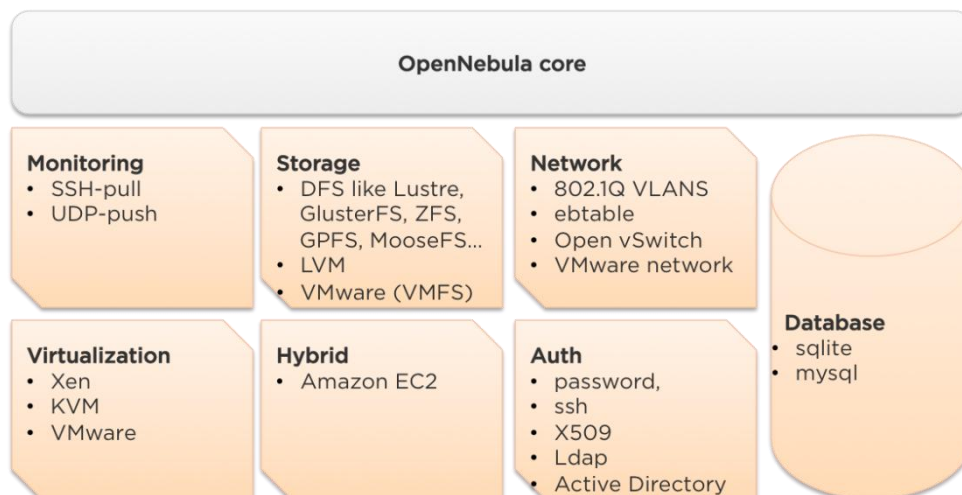 OpenNebula core
Monitoring
• SSH-pull
• UDP-push
Storage
• DFS like Lustre,
GlusterFS, ZFS,
GPFS, MooseFS...
• LVM
• VMware (VMFS)
Network
• 802.1Q VLANS
• ebtable
• Open vSwitch
• VMware network
Virtualization
• Xen
• KVM
• VMware
Hybrid
• Amazon EC2
Auth
• password,
• ssh
• X509
• Ldap
• Active Directory
Database
• sqlite
• mysql